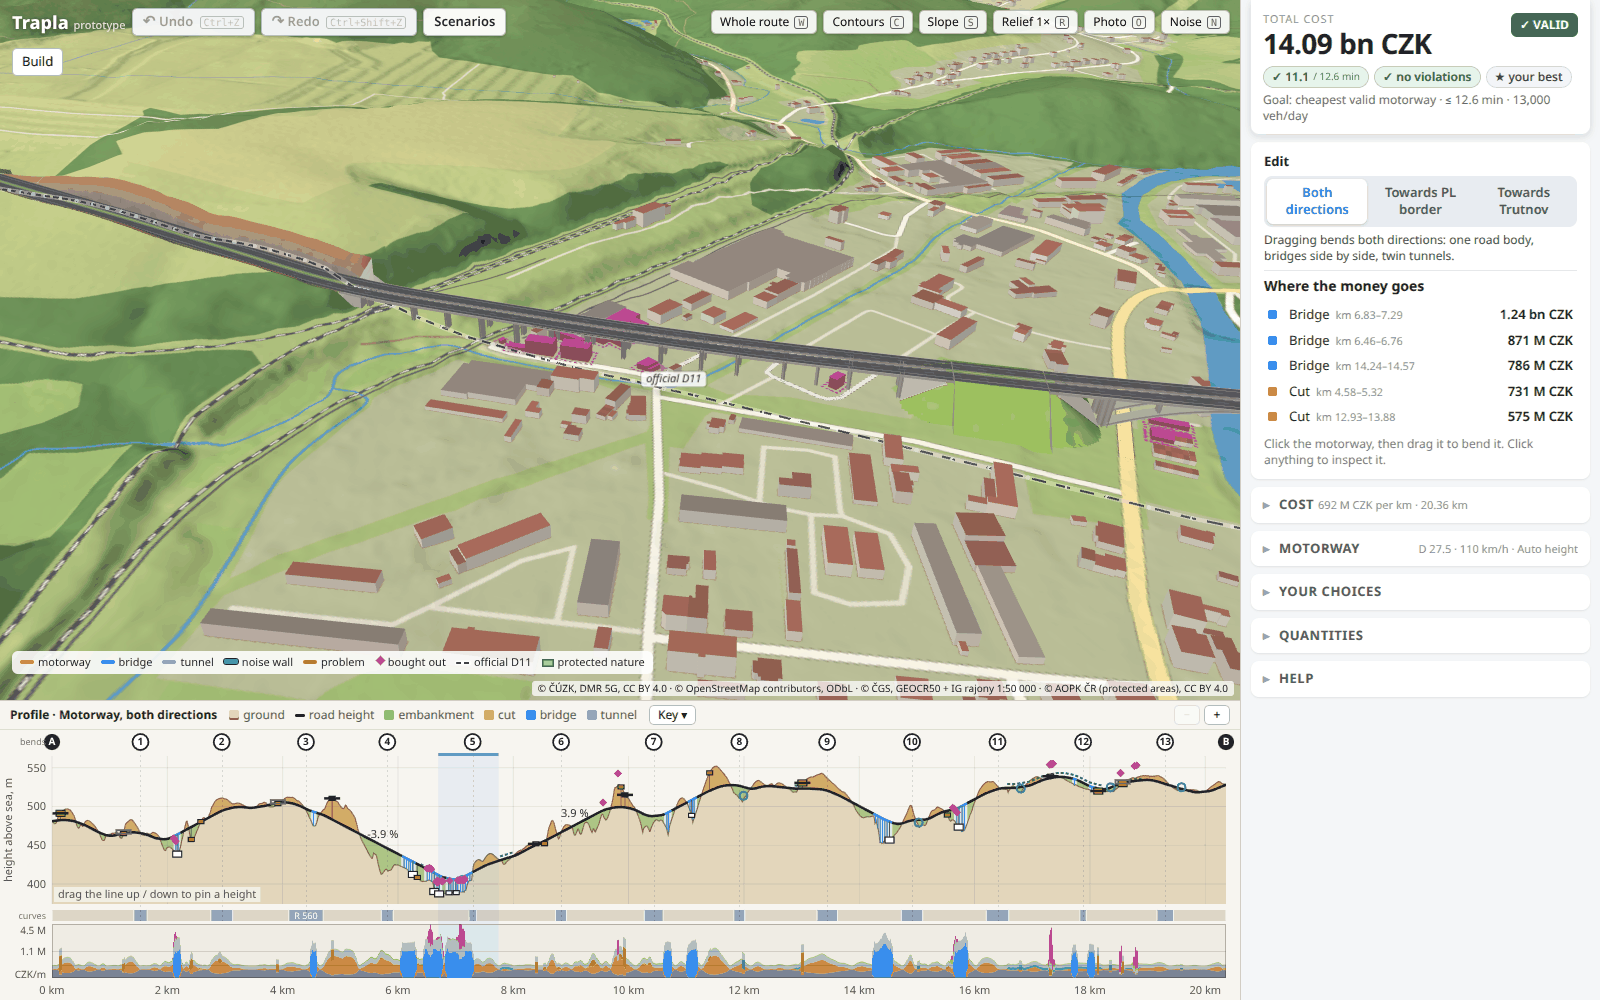 Trapla prototype
↶ Undo Ctrl+Z
↷ Redo Ctrl+Shift+Z
Scenarios
Whole route W
Contours C
Slope S
Relief 1× R
Photo O
Noise N
Build
official D11
motorway
bridge
tunnel
noise wall
problem
bought out
official D11
protected nature
© ČÚZK, DMR 5G, CC BY 4.0 · © OpenStreetMap contributors, ODbL · © ČGS, GEOCR50 + IG rajony 1:50 000 · © AOPK ČR (protected areas), CC BY 4.0
TOTAL COST
✓ VALID
14.09 bn CZK
✓ 11.1 / 12.6 min
✓ no violations
★ your best
Goal: cheapest valid motorway · ≤ 12.6 min · 13,000
veh/day
Edit
Both
directions
Towards PL
border
Towards
Trutnov
Dragging bends both directions: one road body,
bridges side by side, twin tunnels.
Where the money goes
Bridge km 6.83–7.29 1.24 bn CZK
Bridge km 6.46–6.76 871 M CZK
Bridge km 14.24–14.57 786 M CZK
Cut km 4.58–5.32 731 M CZK
Cut km 12.93–13.88 575 M CZK
Click the motorway, then drag it to bend it. Click
anything to inspect it.
▶ COST 692 M CZK per km · 20.36 km
▶ MOTORWAY D 27.5 · 110 km/h · Auto height
▶ YOUR CHOICES
▶ QUANTITIES
▶ HELP
Profile · Motorway, both directions
ground
road height
embankment
cut
bridge
tunnel
Key ▾
−
+
bends A 1 2 3 4 5 6 7 8 9 10 11 12 13 B
height above sea, m
550
500
450
400
-3.9 %
3.9 %
drag the line up / down to pin a height
curves
R 560
4.5 M
1.1 M
CZK/m
0 km 2 km 4 km 6 km 8 km 10 km 12 km 14 km 16 km 18 km 20 km